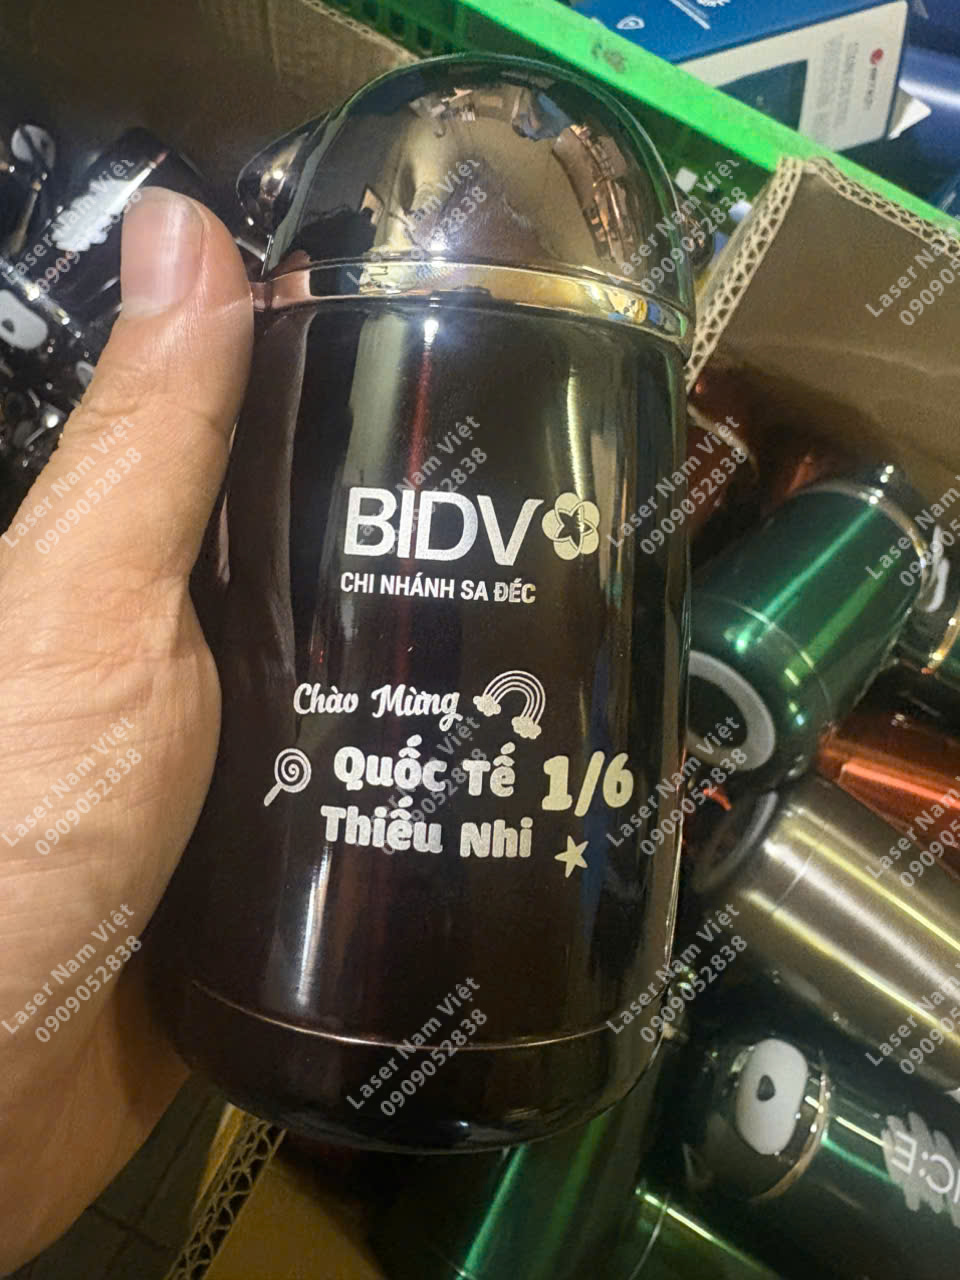 BIDV
CHI NHÁNH SA ĐÉC
Chào Mừng
Quốc Tế 1/6
Thiếu Nhi
Laser Nam Việt
0909052838